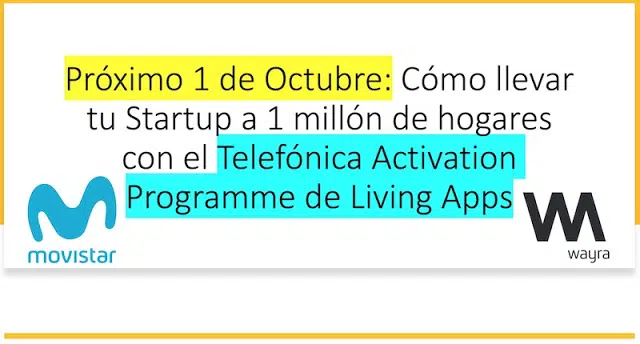 Próximo 1 de Octubre: Cómo llevar
tu Startup a 1 millón de hogares
con el Telefónica Activation
Programme de Living Apps
movistar
wayra